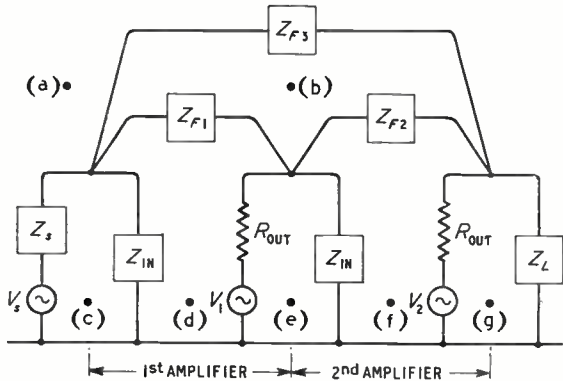 Z_F3
(a)
(b)
Z_F1
Z_F2
Z_s
Z_IN
R_OUT
Z_IN
R_OUT
Z_L
V_s
(c)
(d)
V_1
(e)
(f)
V_2
(g)
1ST AMPLIFIER
2ND AMPLIFIER